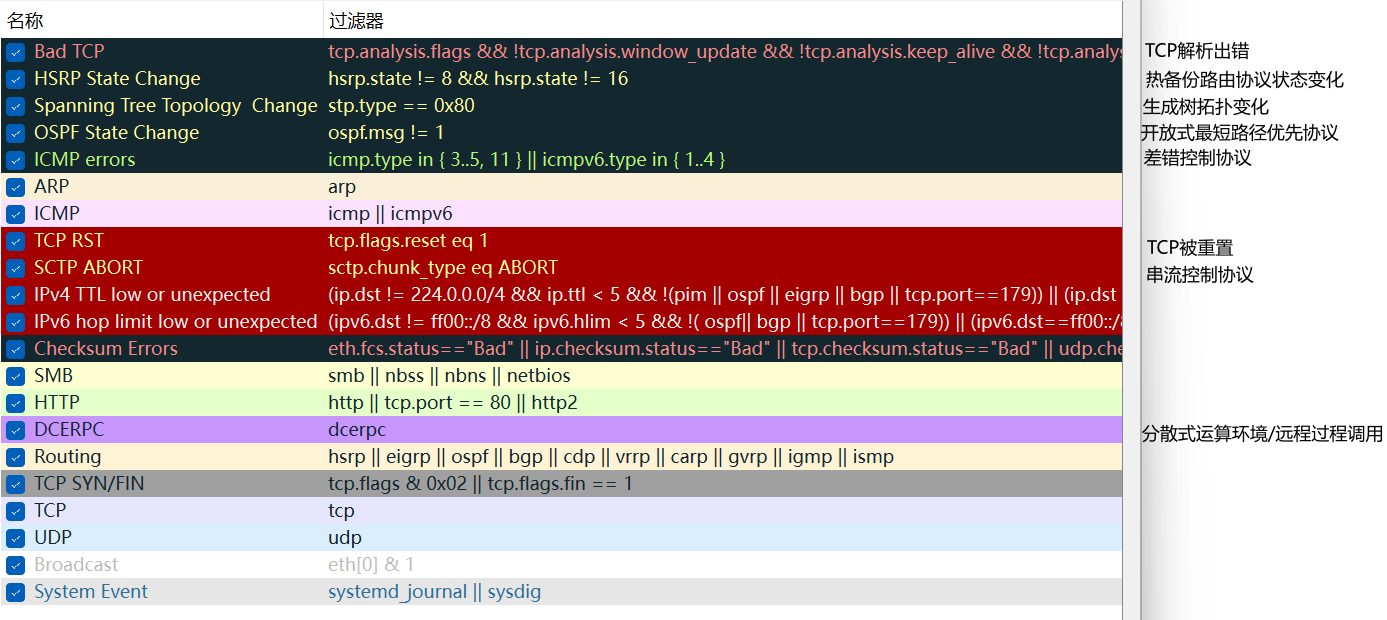 名称 过滤器
Bad TCP tcp.analysis.flags && !tcp.analysis.window_update && !tcp.analysis.keep_alive && !tcp.analys TCP解析出错
HSRP State Change hsrp.state != 8 && hsrp.state != 16 热备份路由协议状态变化
Spanning Tree Topology  Change stp.type == 0x80 生成树拓扑变化
OSPF State Change ospf.msg != 1 开放式最短路径优先协议
ICMP errors icmp.type in { 3..5, 11 } || icmpv6.type in { 1..4 } 差错控制协议
ARP arp
ICMP icmp || icmpv6
TCP RST tcp.flags.reset eq 1 TCP被重置
SCTP ABORT sctp.chunk_type eq ABORT 串流控制协议
IPv4 TTL low or unexpected (ip.dst != 224.0.0.0/4 && ip.ttl < 5 && !(pim || ospf || eigrp || bgp || tcp.port==179)) || (ip.dst
IPv6 hop limit low or unexpected (ipv6.dst != ff00::/8 && ipv6.hlim < 5 && !( ospf|| bgp || tcp.port==179)) || (ipv6.dst==ff00::/8
Checksum Errors eth.fcs.status=="Bad" || ip.checksum.status=="Bad" || tcp.checksum.status=="Bad" || udp.che
SMB smb || nbss || nbns || netbios
HTTP http || tcp.port == 80 || http2
DCERPC dcerpc 分散式运算环境/远程过程调用
Routing hsrp || eigrp || ospf || bgp || cdp || vrrp || carp || gvrp || igmp || ismp
TCP SYN/FIN tcp.flags & 0x02 || tcp.flags.fin == 1
TCP tcp
UDP udp
Broadcast eth[0] & 1
System Event systemd_journal || sysdig